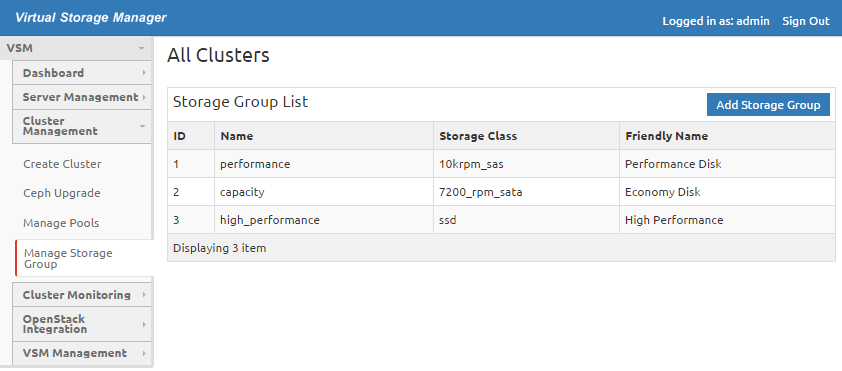 Virtual Storage Manager
Logged in as: admin Sign Out
VSM
Dashboard
Server Management
Cluster
Management
Create Cluster
Ceph Upgrade
Manage Pools
Manage Storage
Group
Cluster Monitoring
OpenStack
Integration
VSM Management
All Clusters
Storage Group List
Add Storage Group
ID Name Storage Class Friendly Name
1 performance 10krpm_sas Performance Disk
2 capacity 7200_rpm_sata Economy Disk
3 high_performance ssd High Performance
Displaying 3 item